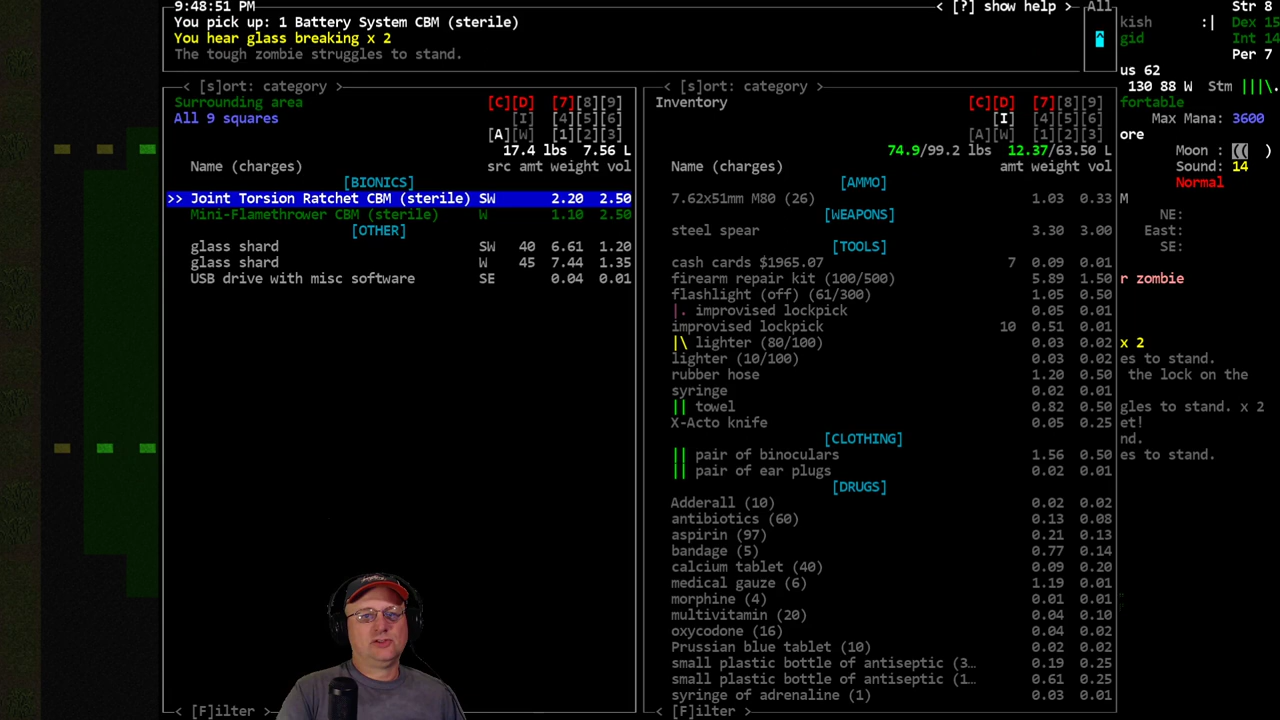 9:48:51 PM
< [?] show help >
All
Str 8
You pick up: 1 Battery System CBM (sterile)
kish :| Dex 15
You hear glass breaking x 2
^
gid Int 14
The tough zombie struggles to stand.
Per 7
us 62
130 88 W Stm |||\.
fortable
Max Mana: 3600
ore
Moon : (( )
Sound: 14
Normal
M
NE:
East:
SE:
r zombie
x 2
es to stand.
the lock on the
gles to stand. x 2
et!
nd.
es to stand.
< [s]ort: category >
Surrounding area [C][D] [7][8][9]
All 9 squares [I] [4][5][6]
[A][W] [1][2][3]
17.4 lbs 7.56 L
Name (charges) src amt weight vol
[BIONICS]
>> Joint Torsion Ratchet CBM (sterile) SW 2.20 2.50
Mini-Flamethrower CBM (sterile) W 1.10 2.50
[OTHER]
glass shard SW 40 6.61 1.20
glass shard W 45 7.44 1.35
USB drive with misc software SE 0.04 0.01
< [F]ilter >
< [s]ort: category >
Inventory [C][D] [7][8][9]
[I] [4][5][6]
[A][W] [1][2][3]
74.9/99.2 lbs 12.37/63.50 L
Name (charges) amt weight vol
[AMMO]
7.62x51mm M80 (26) 1.03 0.33
[WEAPONS]
steel spear 3.30 3.00
[TOOLS]
cash cards $1965.07 7 0.09 0.01
firearm repair kit (100/500) 5.89 1.50
flashlight (off) (61/300) 1.05 0.50
|. improvised lockpick 0.05 0.01
improvised lockpick 10 0.51 0.01
|\ lighter (80/100) 0.03 0.02
lighter (10/100) 0.03 0.02
rubber hose 1.20 0.50
syringe 0.02 0.01
|| towel 0.82 0.50
X-Acto knife 0.05 0.25
[CLOTHING]
|| pair of binoculars 1.56 0.50
|| pair of ear plugs 0.02 0.01
[DRUGS]
Adderall (10) 0.02 0.02
antibiotics (60) 0.13 0.08
aspirin (97) 0.21 0.13
bandage (5) 0.77 0.14
calcium tablet (40) 0.09 0.20
medical gauze (6) 1.19 0.01
morphine (4) 0.01 0.01
multivitamin (20) 0.04 0.10
oxycodone (16) 0.04 0.02
Prussian blue tablet (10) 0.02 0.02
small plastic bottle of antiseptic (3… 0.19 0.25
small plastic bottle of antiseptic (1… 0.61 0.25
syringe of adrenaline (1) 0.03 0.01
< [F]ilter >